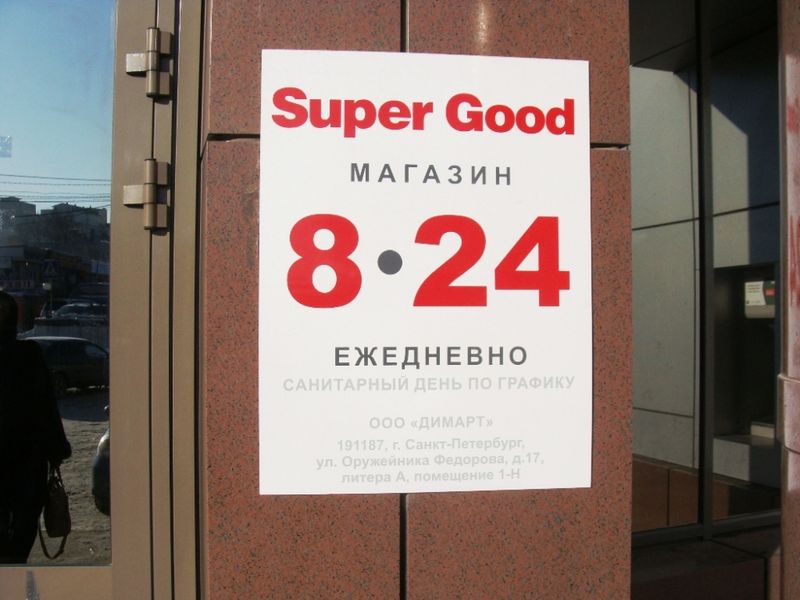 Super Good
МАГАЗИН
8•24
ЕЖЕДНЕВНО
САНИТАРНЫЙ ДЕНЬ ПО ГРАФИКУ
ООО «ДИМАРТ»
191187, г. Санкт-Петербург,
ул. Оружейника Федорова, д.17,
литера А, помещение 1-Н